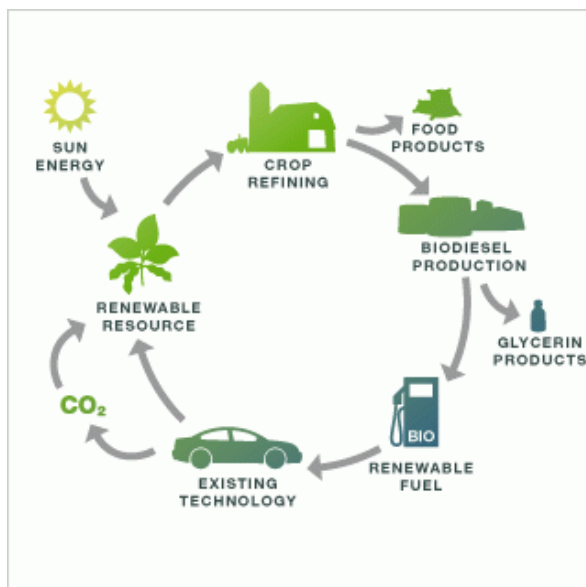 SUN
ENERGY
CROP
REFINING
FOOD
PRODUCTS
BIODIESEL
PRODUCTION
GLYCERIN
PRODUCTS
BIO
RENEWABLE
FUEL
EXISTING
TECHNOLOGY
CO₂
RENEWABLE
RESOURCE